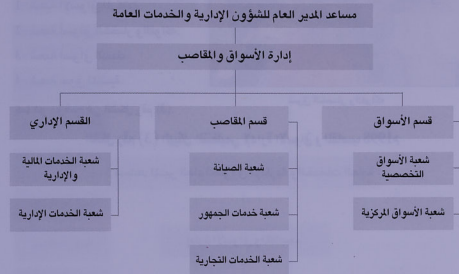 مساعد المدير العام للشؤون الإدارية والخدمات العامة
إدارة الأسواق والمقاصب
قسم الأسواق
قسم المقاصب
القسم الإداري
شعبة الأسواق
التخصصية
شعبة الصيانة
شعبة الخدمات المالية
والإدارية
شعبة الأسواق المركزية
شعبة خدمات الجمهور
شعبة الخدمات الإدارية
شعبة الخدمات التجارية